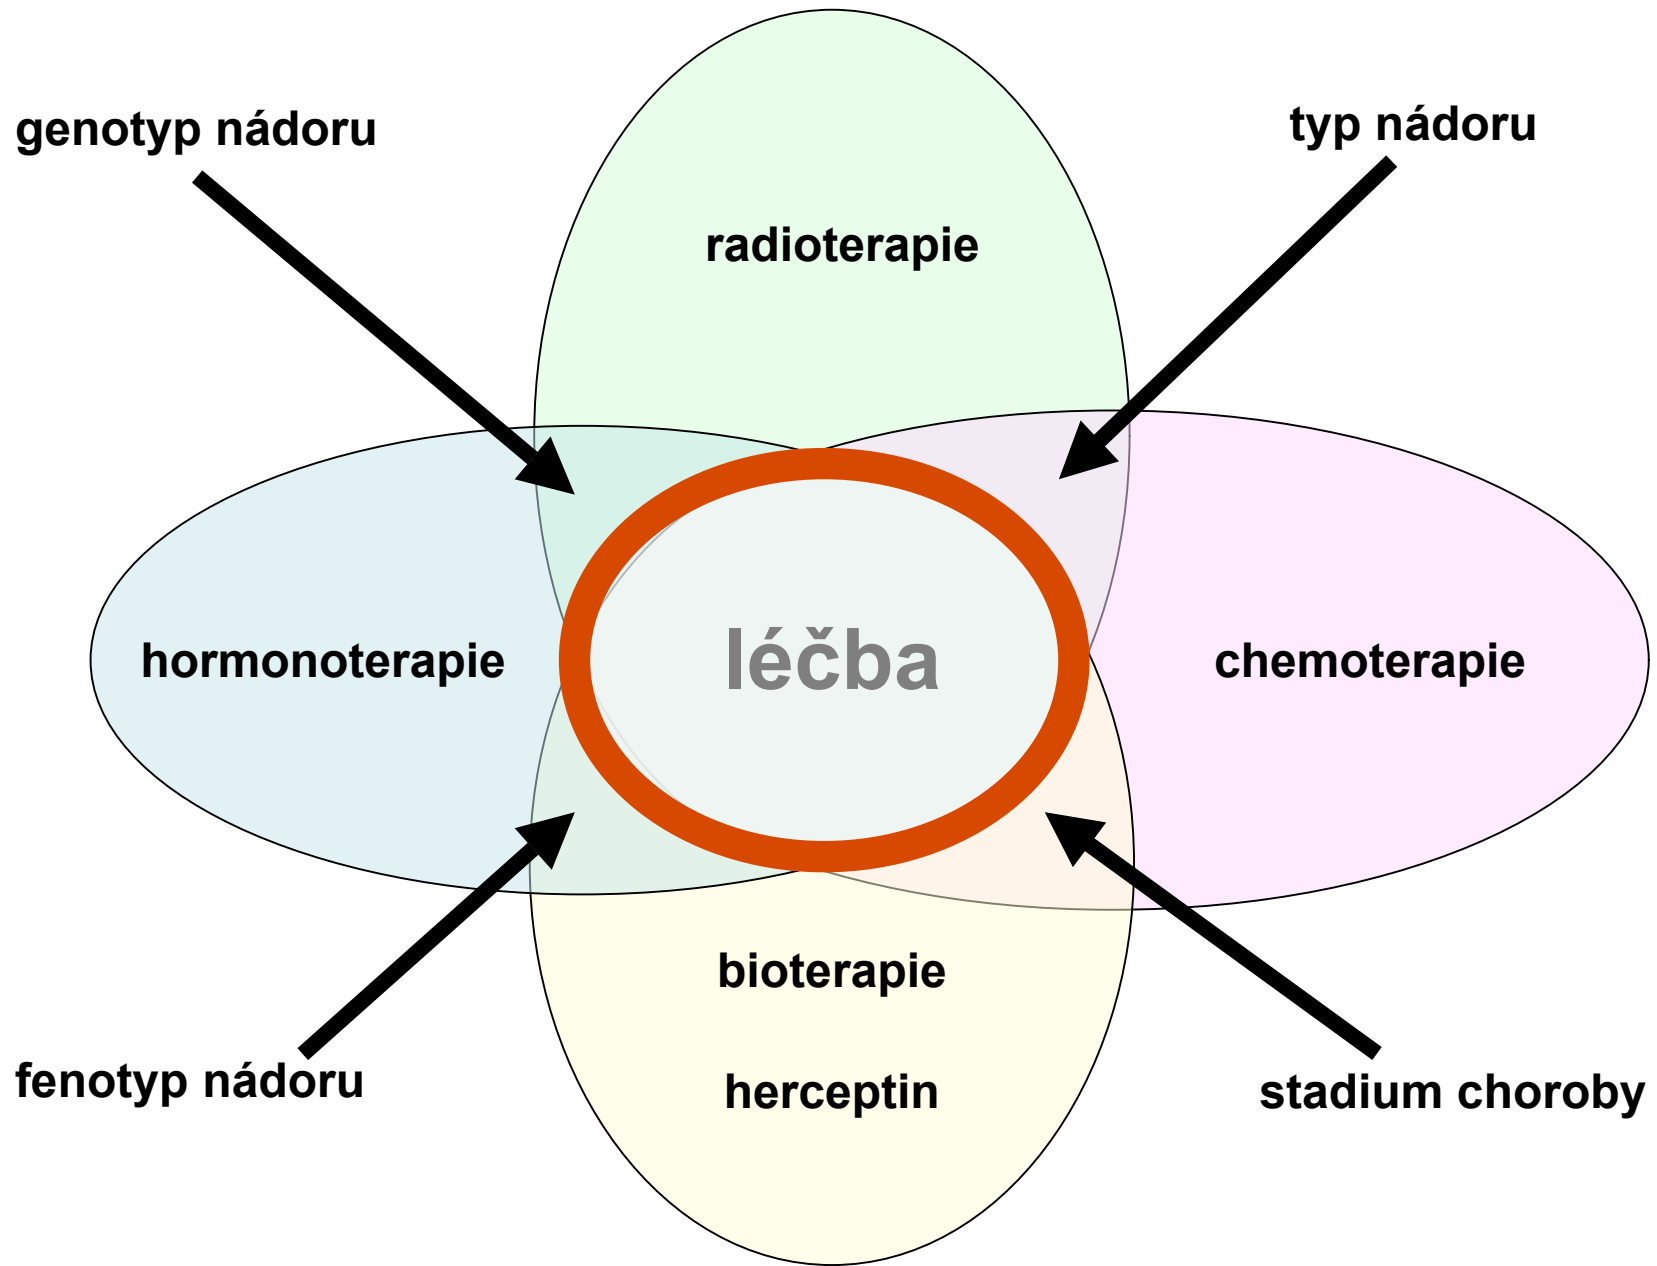 genotyp nádoru
typ nádoru
radioterapie
hormonoterapie
léčba
chemoterapie
bioterapie
herceptin
fenotyp nádoru
stadium choroby